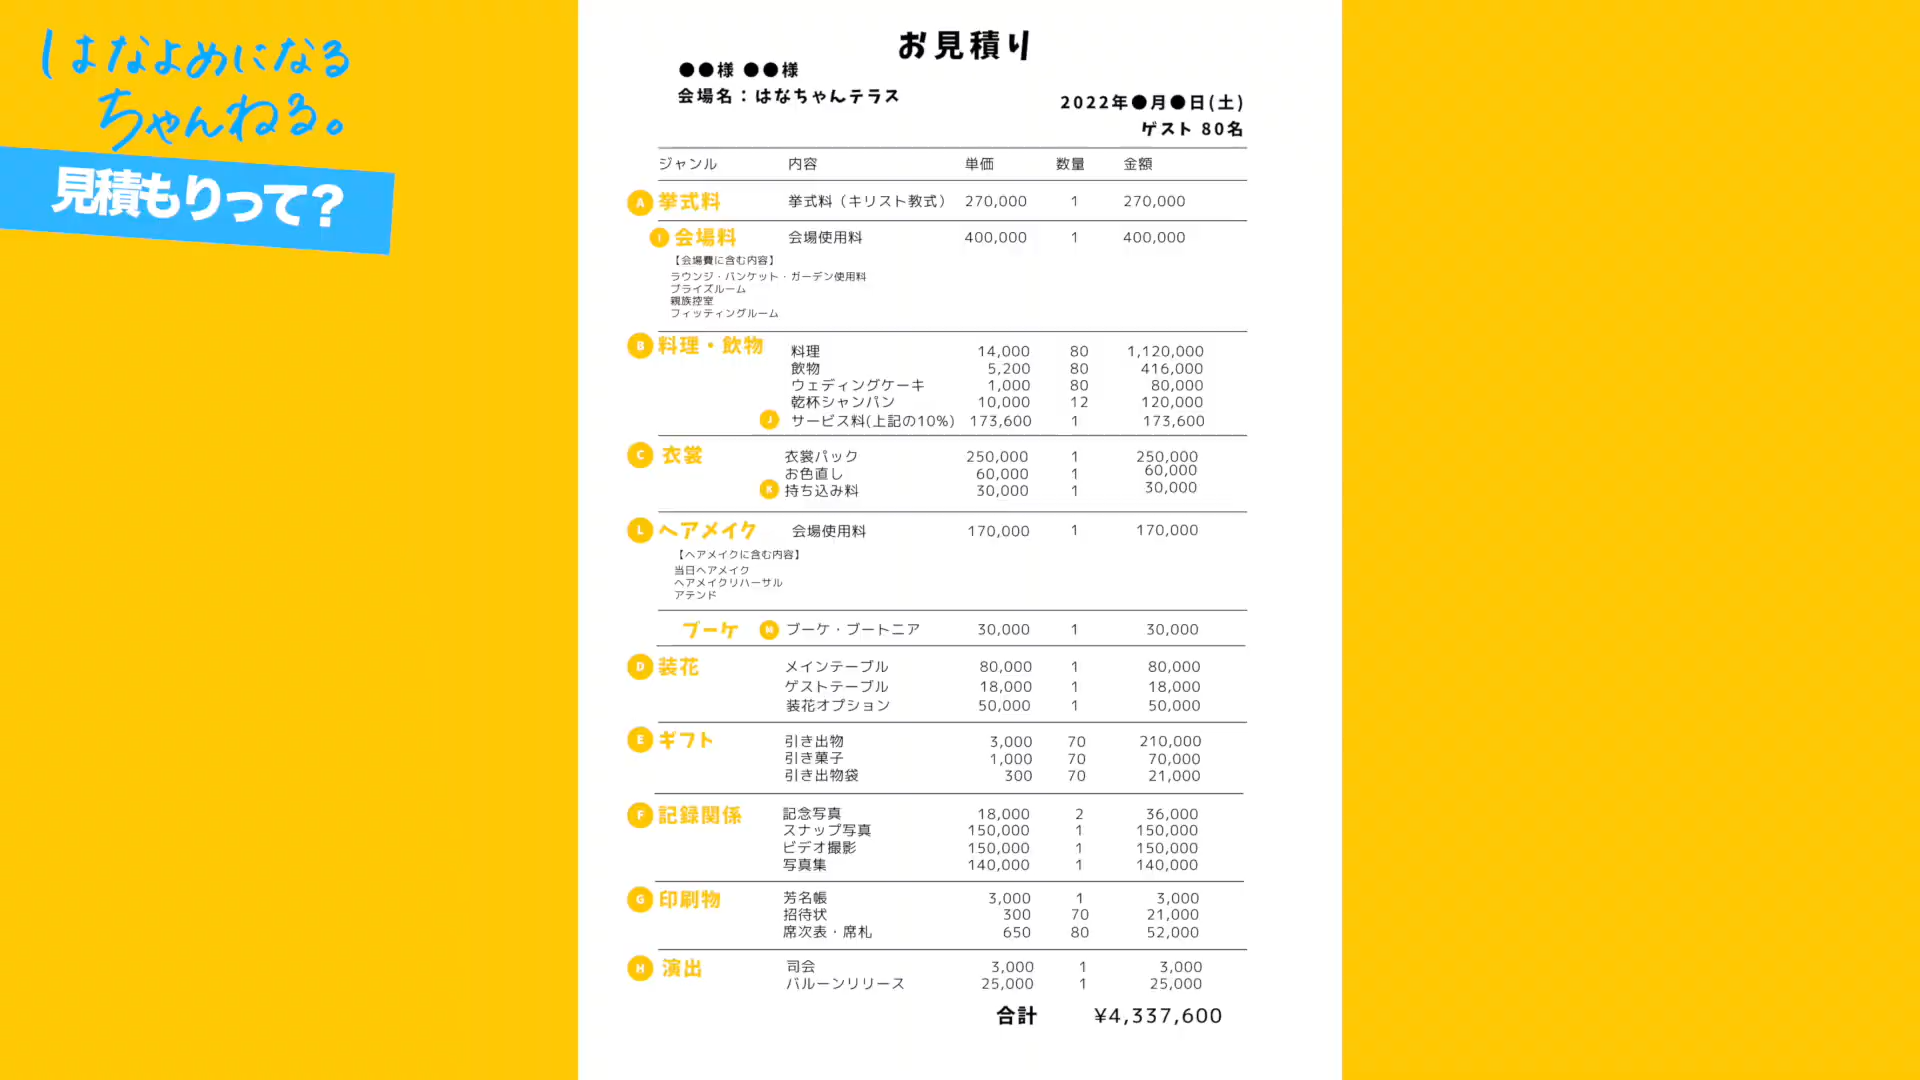 はなよめになる
ちゃんねる。
見積もりって？
お見積り
●●様 ●●様
会場名：はなちゃんテラス
2022年●月●日(土)
ゲスト 80名
ジャンル 内容 単価 数量 金額
A 挙式料 挙式料（キリスト教式） 270,000 1 270,000
I 会場料 会場使用料 400,000 1 400,000
【会場費に含む内容】
ラウンジ・バンケット・ガーデン使用料
ブライズルーム
親族控室
フィッティングルーム
B 料理・飲物 料理 14,000 80 1,120,000
飲物 5,200 80 416,000
ウェディングケーキ 1,000 80 80,000
乾杯シャンパン 10,000 12 120,000
J サービス料(上記の10%) 173,600 1 173,600
C 衣裳 衣裳パック 250,000 1 250,000
お色直し 60,000 1 60,000
K 持ち込み料 30,000 1 30,000
L ヘアメイク 会場使用料 170,000 1 170,000
【ヘアメイクに含む内容】
当日ヘアメイク
ヘアメイクリハーサル
アテンド
ブーケ M ブーケ・ブートニア 30,000 1 30,000
D 装花 メインテーブル 80,000 1 80,000
ゲストテーブル 18,000 1 18,000
装花オプション 50,000 1 50,000
E ギフト 引き出物 3,000 70 210,000
引き菓子 1,000 70 70,000
引き出物袋 300 70 21,000
F 記録関係 記念写真 18,000 2 36,000
スナップ写真 150,000 1 150,000
ビデオ撮影 150,000 1 150,000
写真集 140,000 1 140,000
G 印刷物 芳名帳 3,000 1 3,000
招待状 300 70 21,000
席次表・席札 650 80 52,000
H 演出 司会 3,000 1 3,000
バルーンリリース 25,000 1 25,000
合計 ¥4,337,600